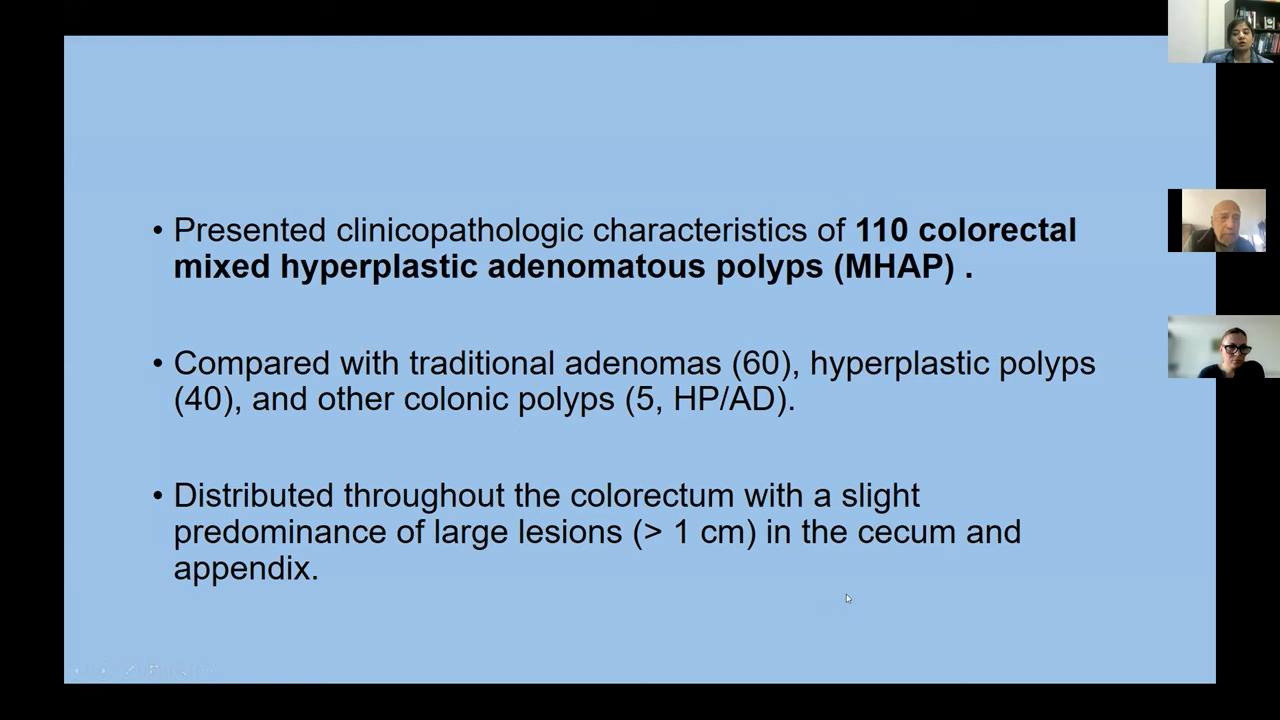 • Presented clinicopathologic characteristics of 110 colorectal
mixed hyperplastic adenomatous polyps (MHAP) .
• Compared with traditional adenomas (60), hyperplastic polyps
(40), and other colonic polyps (5, HP/AD).
• Distributed throughout the colorectum with a slight
predominance of large lesions (> 1 cm) in the cecum and
appendix.